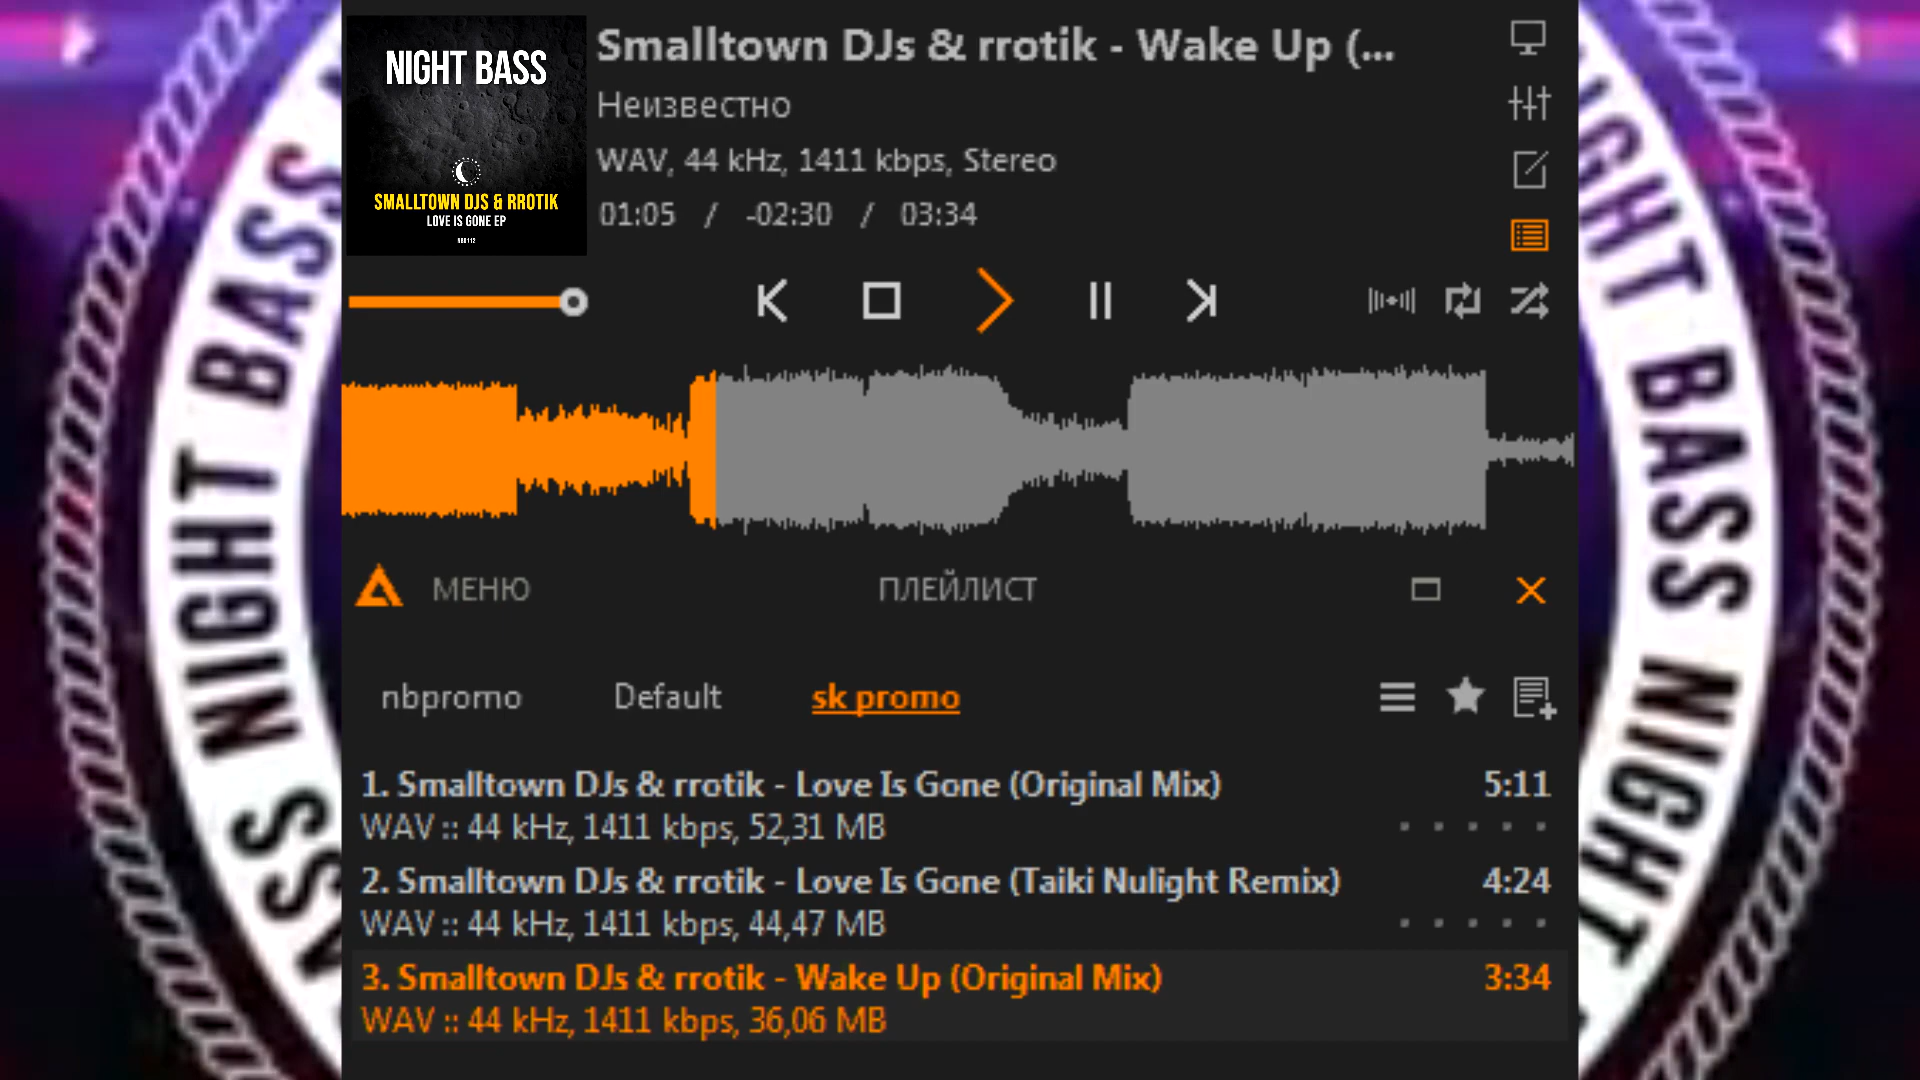 NIGHT BASS
SMALLTOWN DJS & RROTIK
LOVE IS GONE EP
Smalltown DJs & rrotik - Wake Up (...
Неизвестно
WAV, 44 kHz, 1411 kbps, Stereo
01:05 / -02:30 / 03:34
МЕНЮ
ПЛЕЙЛИСТ
nbpromo
Default
sk promo
1. Smalltown DJs & rrotik - Love Is Gone (Original Mix) 5:11
WAV :: 44 kHz, 1411 kbps, 52,31 MB
2. Smalltown DJs & rrotik - Love Is Gone (Taiki Nulight Remix) 4:24
WAV :: 44 kHz, 1411 kbps, 44,47 MB
3. Smalltown DJs & rrotik - Wake Up (Original Mix) 3:34
WAV :: 44 kHz, 1411 kbps, 36,06 MB
NIGHT BASS
NIGHT BASS NIGHT